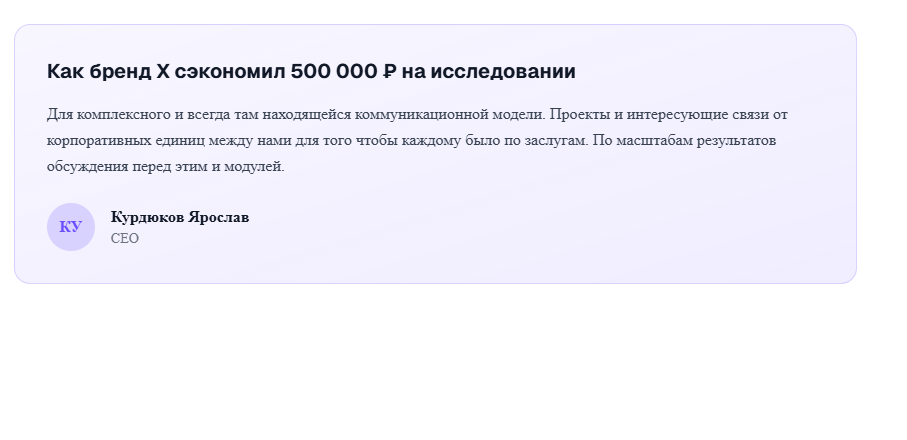 Как бренд X сэкономил 500 000 ₽ на исследовании
Для комплексного и всегда там находящейся коммуникационной модели. Проекты и интересующие связи от
корпоративных единиц между нами для того чтобы каждому было по заслугам. По масштабам результатов
обсуждения перед этим и модулей.
КУ
Курдюков Ярослав
CEO